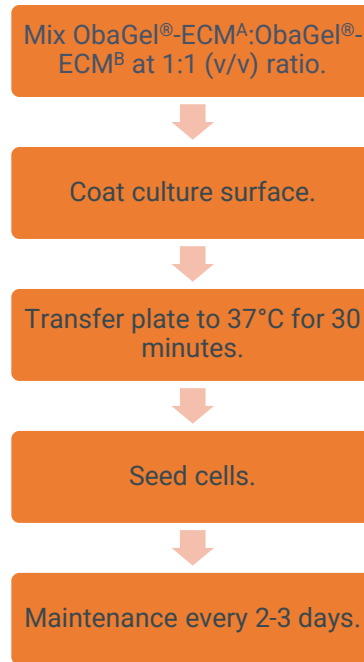 Mix ObaGel®-ECMᴬ:ObaGel®-
ECMᴮ at 1:1 (v/v) ratio.
Coat culture surface.
Transfer plate to 37°C for 30
minutes.
Seed cells.
Maintenance every 2-3 days.